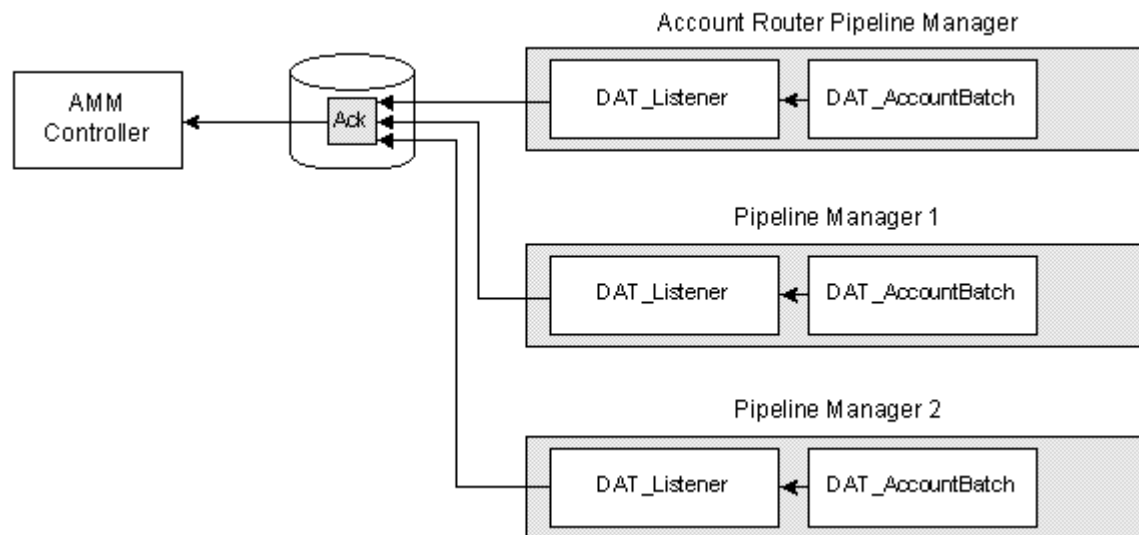 Account Router Pipeline Manager
AMM
Controller
Ack
DAT_Listener
DAT_AccountBatch
Pipeline Manager 1
DAT_Listener
DAT_AccountBatch
Pipeline Manager 2
DAT_Listener
DAT_AccountBatch